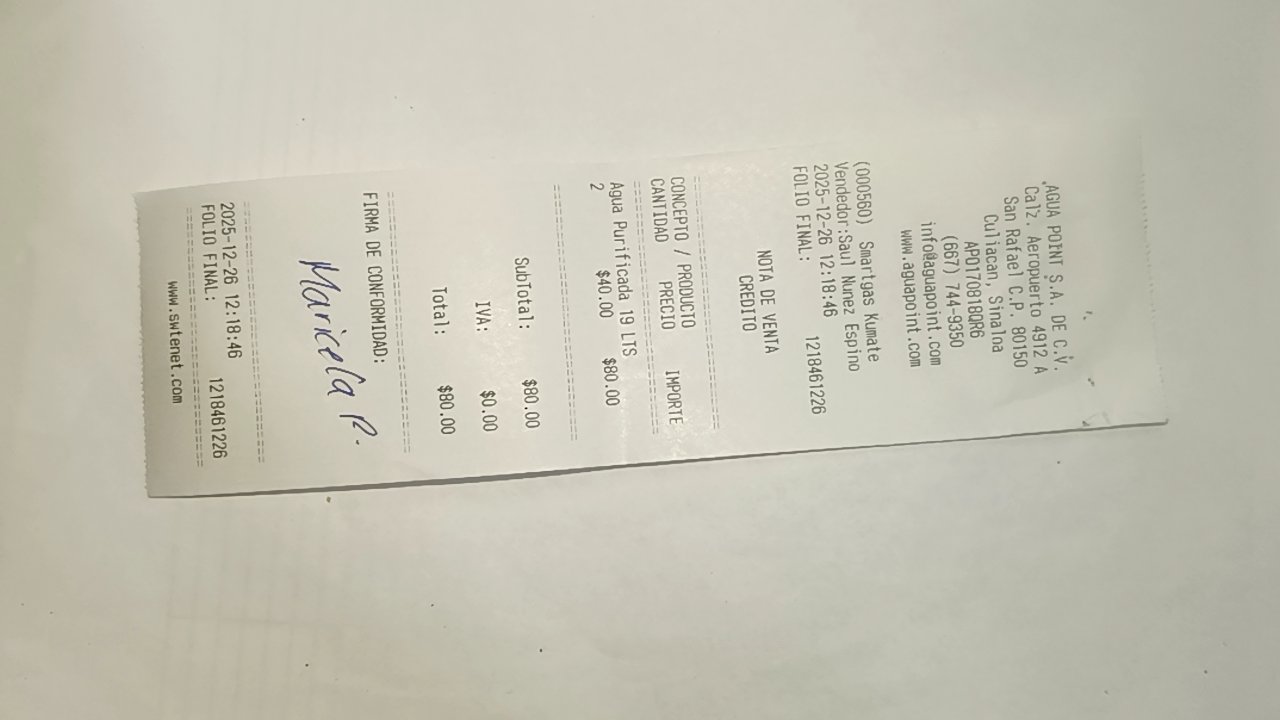 AGUA POINT S.A. DE C.V.
Calz. Aeropuerto 4912 A
San Rafael C.P. 80150
Culiacan, Sinaloa
APO170818QR6
(667) 744-9350
info@aguapoint.com
www.aguapoint.com
(000560) Smartgas Kumate
Vendedor:Saul Nunez Espino
2025-12-26 12:18:46
FOLIO FINAL: 1218461226
NOTA DE VENTA
CREDITO
CONCEPTO / PRODUCTO
CANTIDAD PRECIO IMPORTE
Agua Purificada 19 LTS
2 $40.00 $80.00
SubTotal: $80.00
IVA: $0.00
Total: $80.00
FIRMA DE CONFORMIDAD:
Maricela R.
2025-12-26 12:18:46
FOLIO FINAL: 1218461226
www.swtenet.com